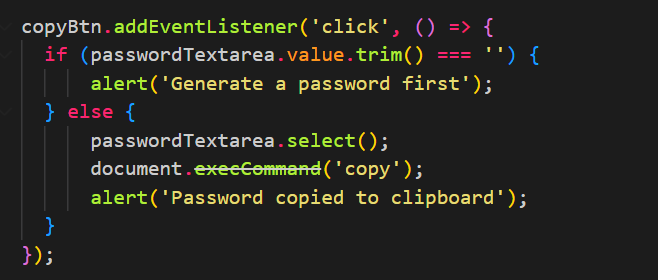 copyBtn.addEventListener('click', () => {
  if (passwordTextarea.value.trim() === '') {
      alert('Generate a password first');
  } else {
      passwordTextarea.select();
      document.execCommand('copy');
      alert('Password copied to clipboard');
  }
});